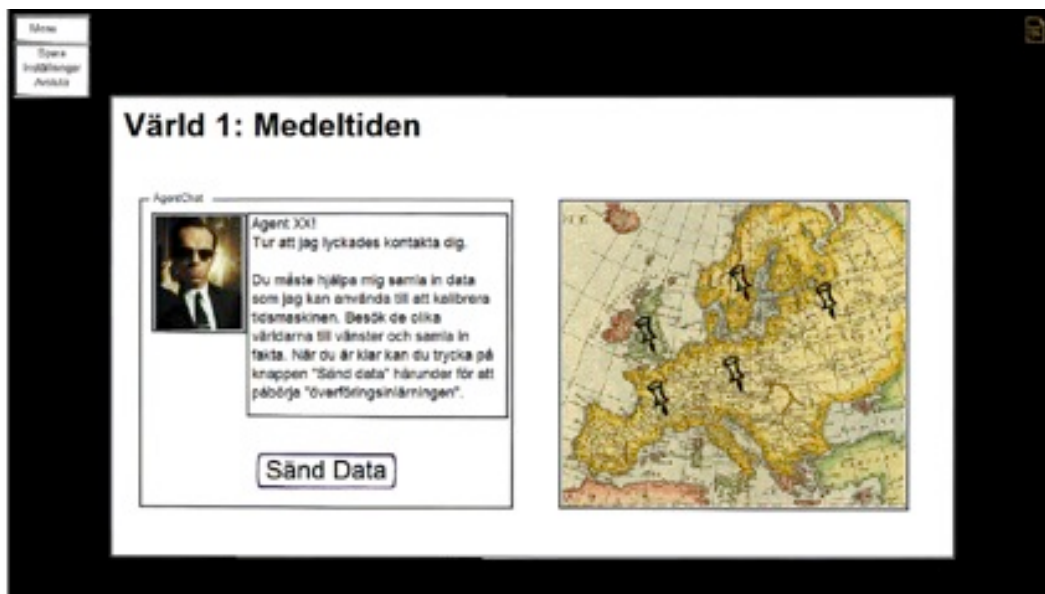 Menu
Spara
Inställningar
Avsluta
Värld 1: Medeltiden
AgentChat
Agent XX!
Tur att jag lyckades kontakta dig.
Du måste hjälpa mig samla in data
som jag kan använda till att kalibrera
tidsmaskinen. Besök de olika
världarna till vänster och samla in
fakta. När du är klar kan du trycka på
knappen "Sänd data" härunder för att
påbörja "överföringsinlärningen".
Sänd Data